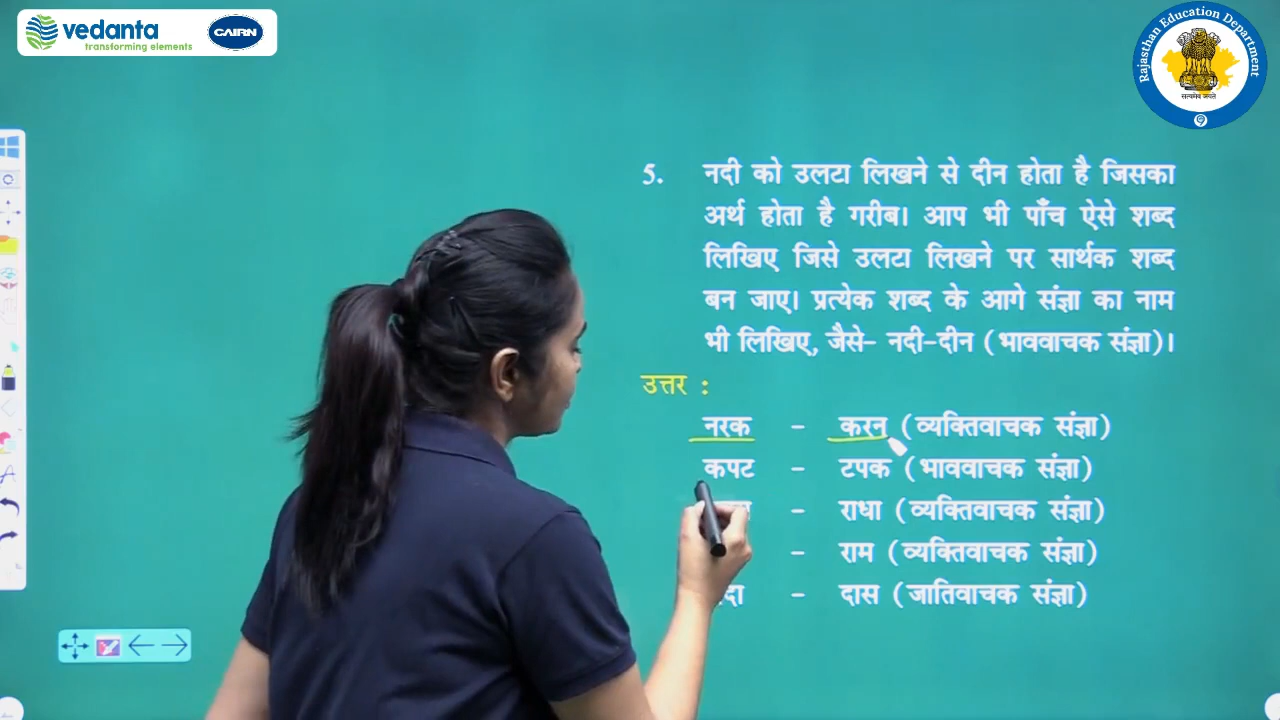 vedanta
transforming elements
CAIRN
Rajasthan Education Department
सत्यमेव जयते
5. नदी को उलटा लिखने से दीन होता है जिसका
अर्थ होता है गरीब। आप भी पाँच ऐसे शब्द
लिखिए जिसे उलटा लिखने पर सार्थक शब्द
बन जाए। प्रत्येक शब्द के आगे संज्ञा का नाम
भी लिखिए, जैसे- नदी-दीन (भाववाचक संज्ञा)।
उत्तर :
नरक - करन (व्यक्तिवाचक संज्ञा)
कपट - टपक (भाववाचक संज्ञा)
- राधा (व्यक्तिवाचक संज्ञा)
- राम (व्यक्तिवाचक संज्ञा)
- दास (जातिवाचक संज्ञा)